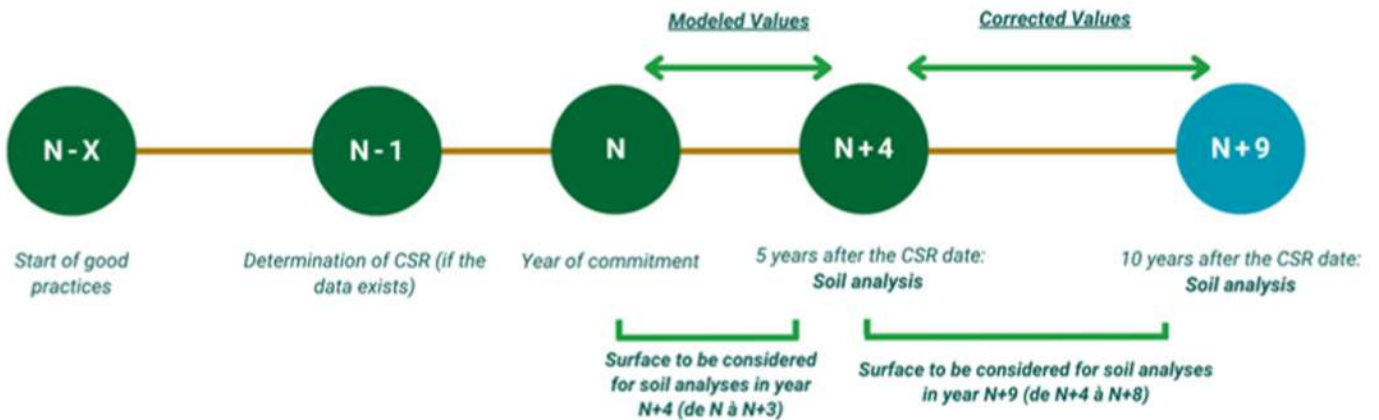 Modeled Values
Corrected Values
N-X
N-1
N
N+4
N+9
Start of good
practices
Determination of CSR (if the
data exists)
Year of commitment
5 years after the CSR date:
Soil analysis
10 years after the CSR date:
Soil analysis
Surface to be considered
for soil analyses in year
N+4 (de N à N+3)
Surface to be considered for soil analyses
in year N+9 (de N+4 à N+8)